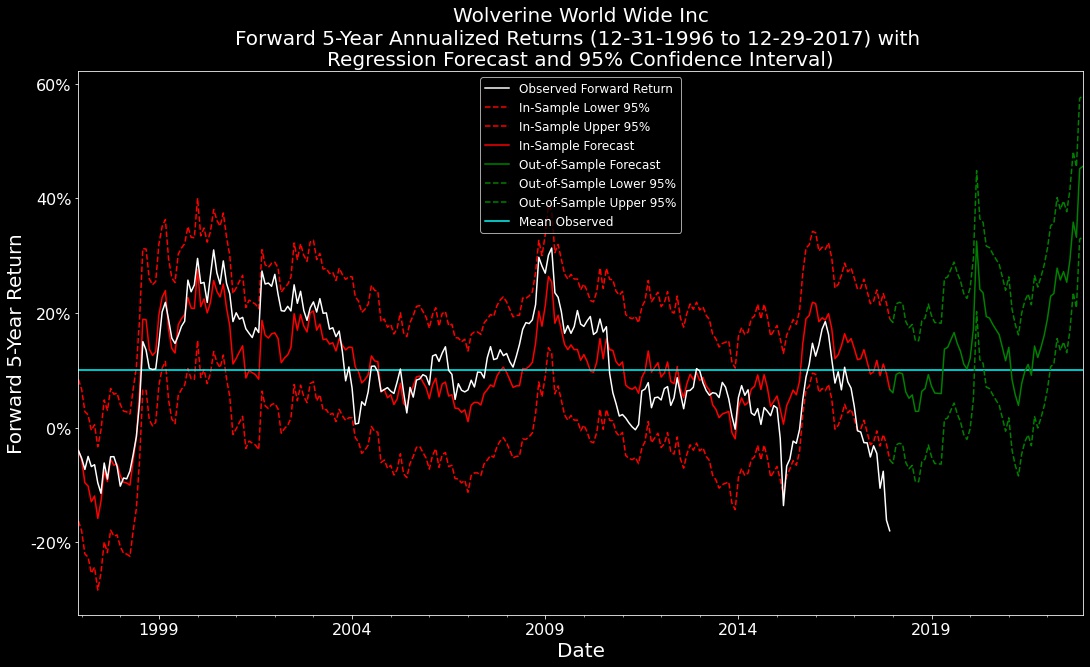 Wolverine World Wide Inc
Forward 5-Year Annualized Returns (12-31-1996 to 12-29-2017) with
Regression Forecast and 95% Confidence Interval)
Observed Forward Return
In-Sample Lower 95%
In-Sample Upper 95%
In-Sample Forecast
Out-of-Sample Forecast
Out-of-Sample Lower 95%
Out-of-Sample Upper 95%
Mean Observed
Forward 5-Year Return
60%
40%
20%
0%
-20%
1999
2004
2009
2014
2019
Date